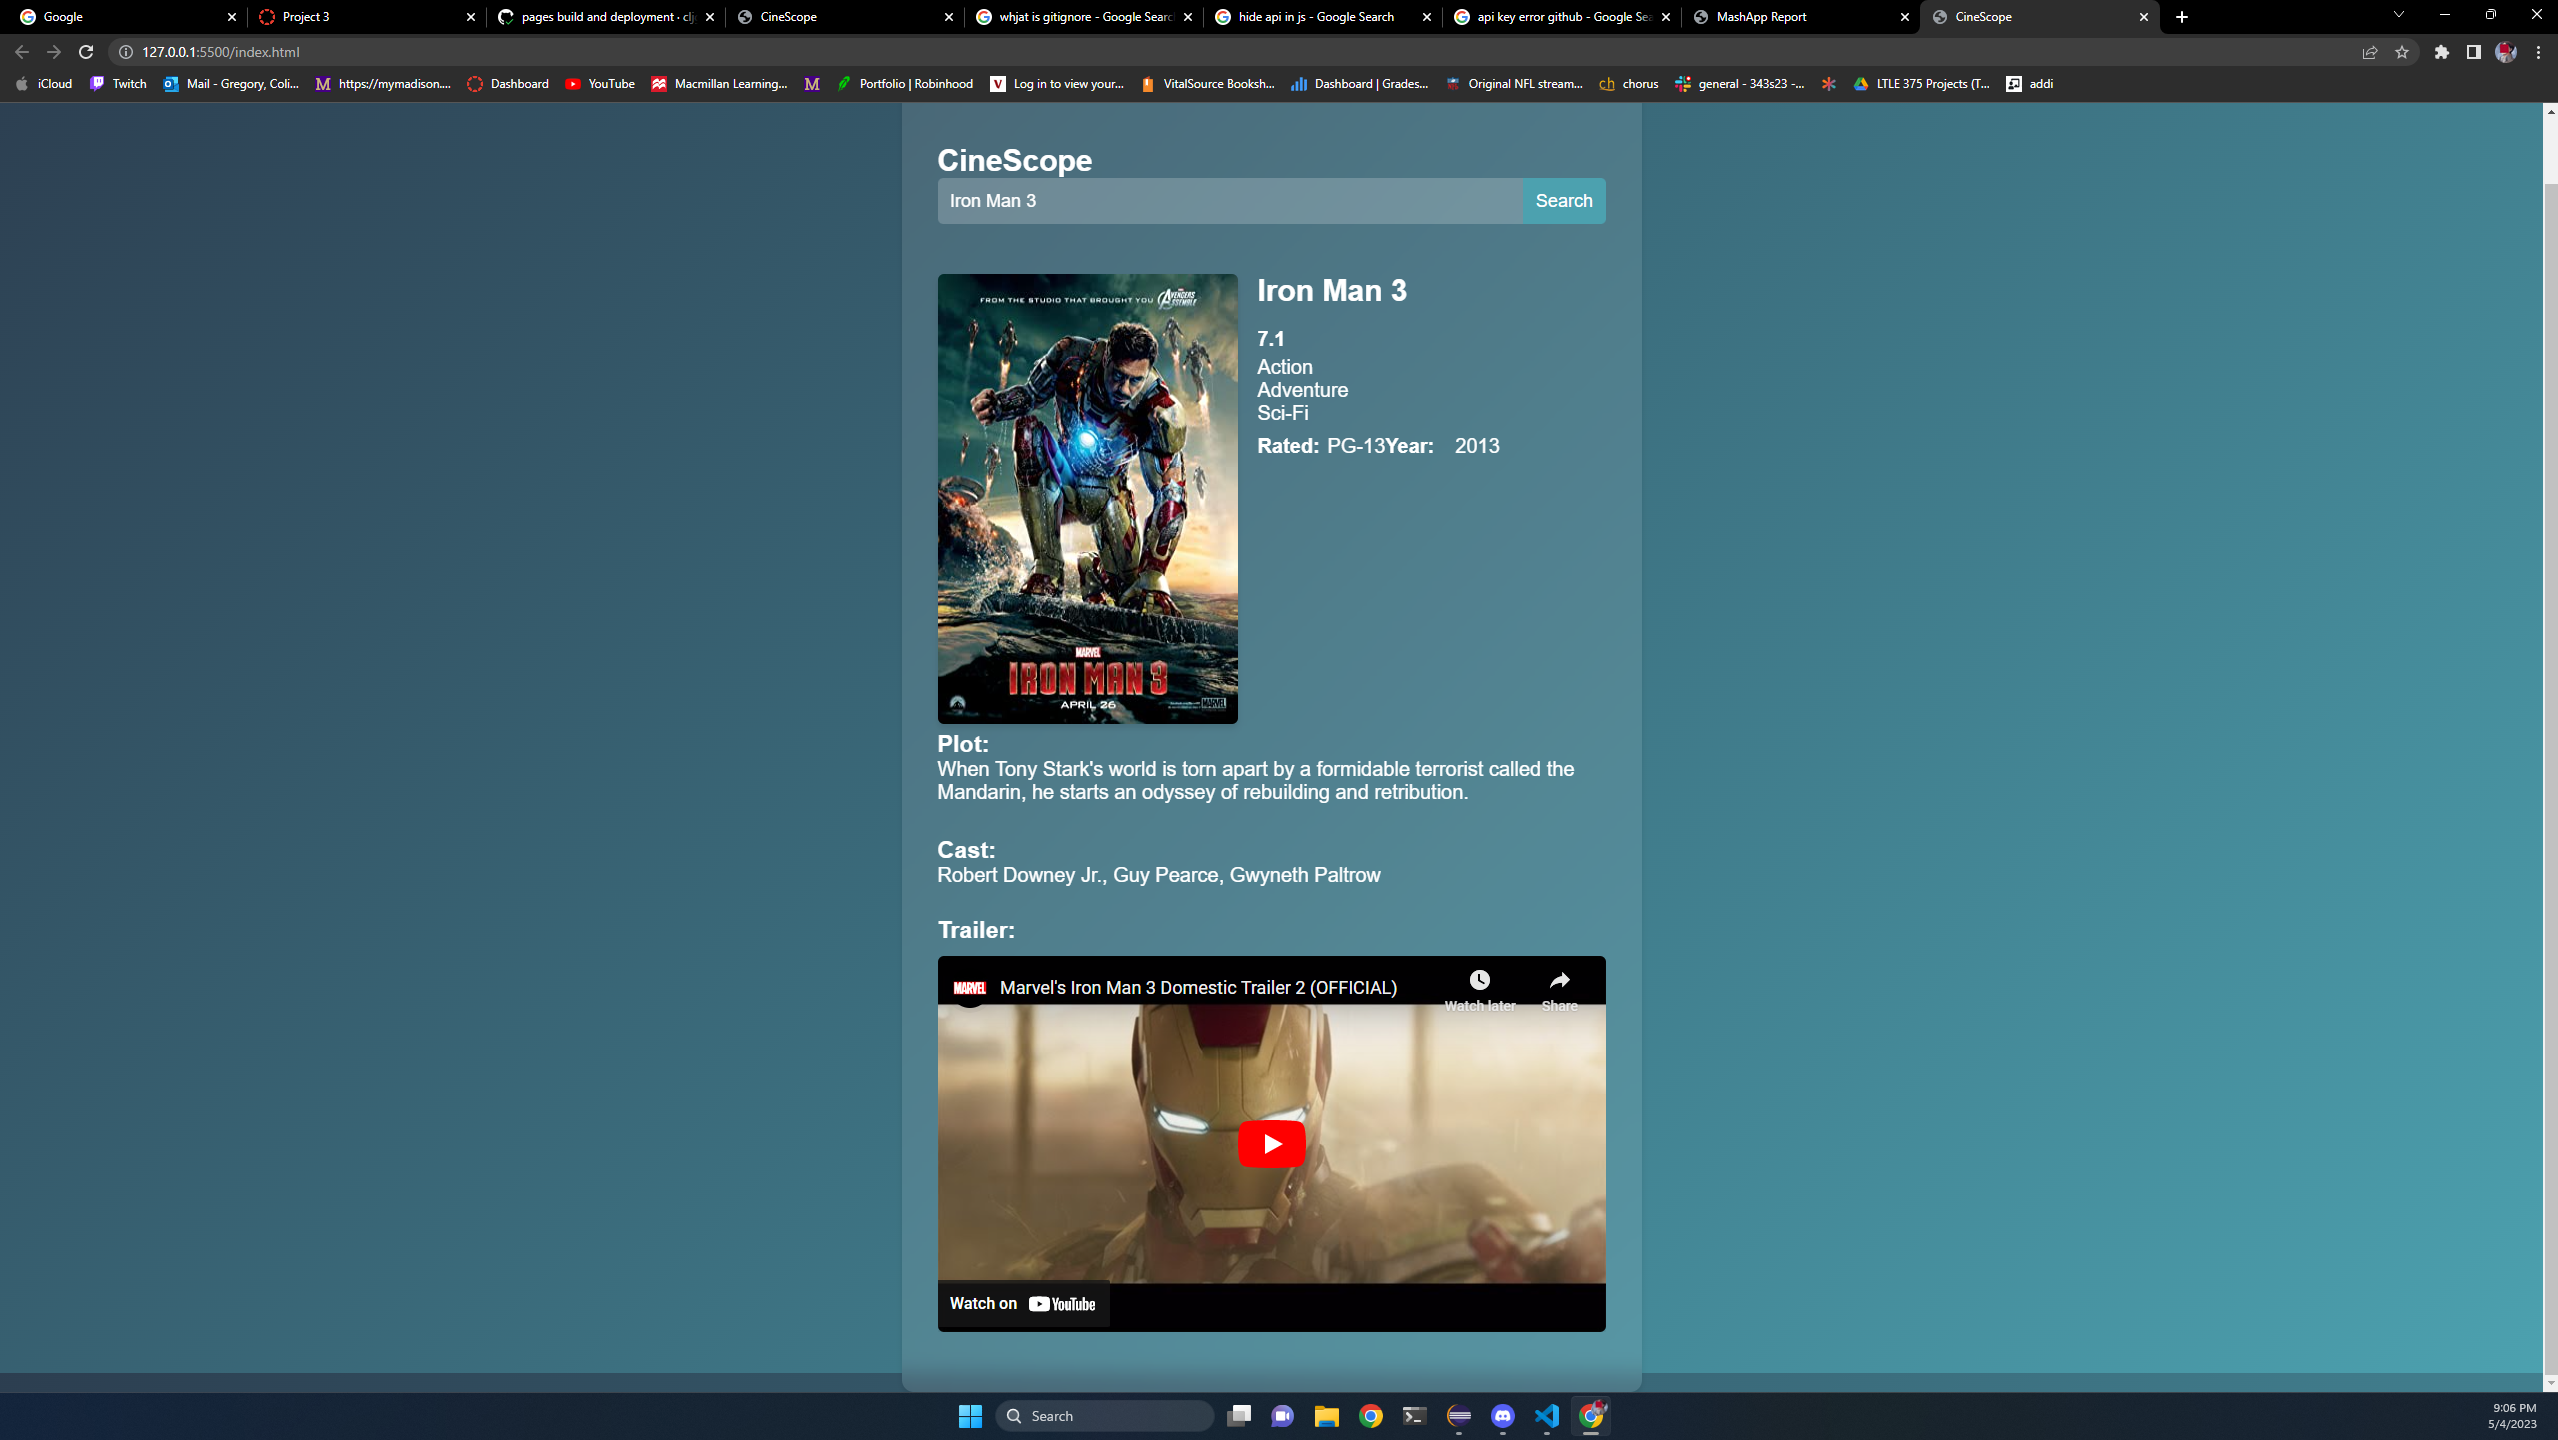 Google
Project 3
pages build and deployment · clj
CineScope
whjat is gitignore - Google Searc
hide api in js - Google Search
api key error github - Google Sea
MashApp Report
CineScope
127.0.0.1:5500/index.html
iCloud
Twitch
Mail - Gregory, Coli...
https://mymadison....
Dashboard
YouTube
Macmillan Learning...
Portfolio | Robinhood
Log in to view your...
VitalSource Booksh...
Dashboard | Grades...
Original NFL stream...
chorus
general - 343s23 -...
LTLE 375 Projects (T...
addi
CineScope
Iron Man 3
Search
FROM THE STUDIO THAT BROUGHT YOU AVENGERS ASSEMBLE
MARVEL
IRON MAN 3
APRIL 26
MARVEL
Iron Man 3
7.1
Action
Adventure
Sci-Fi
Rated: PG-13Year: 2013
Plot:
When Tony Stark's world is torn apart by a formidable terrorist called the
Mandarin, he starts an odyssey of rebuilding and retribution.
Cast:
Robert Downey Jr., Guy Pearce, Gwyneth Paltrow
Trailer:
MARVEL
Marvel's Iron Man 3 Domestic Trailer 2 (OFFICIAL)
Watch later
Share
Watch on YouTube
Search
9:06 PM
5/4/2023